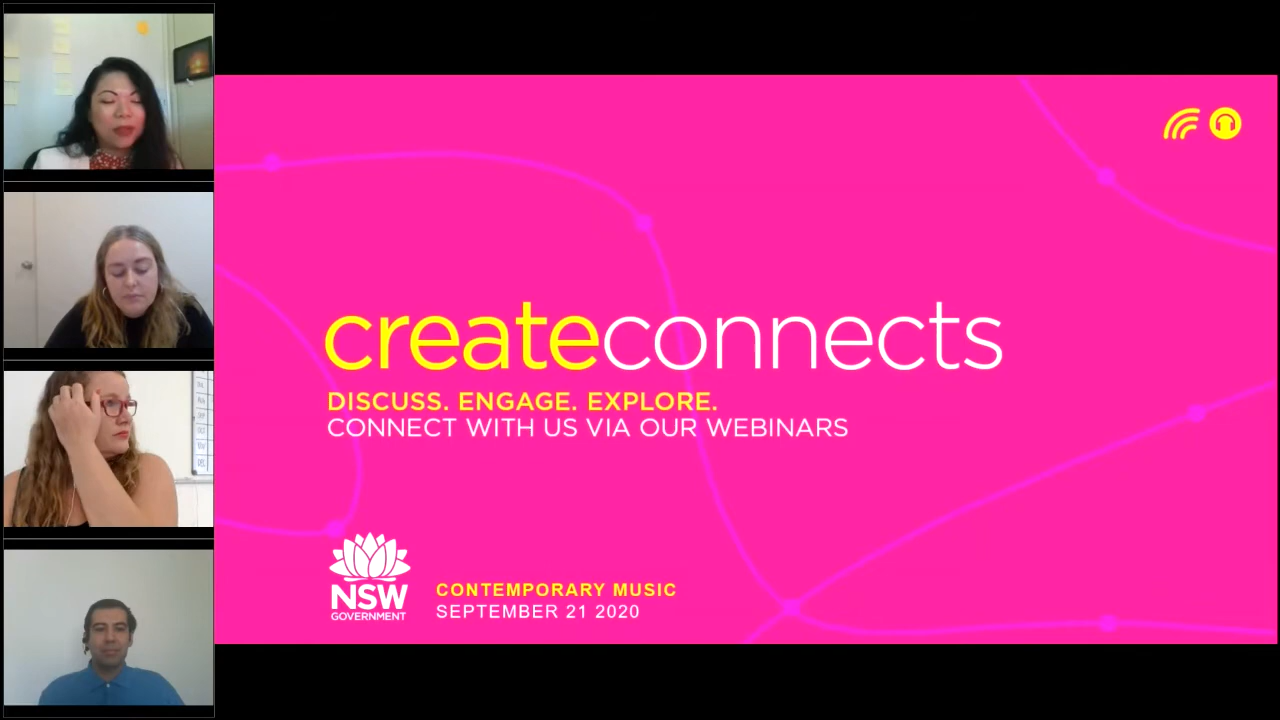 createconnects
DISCUSS. ENGAGE. EXPLORE.
CONNECT WITH US VIA OUR WEBINARS
NSW
GOVERNMENT
CONTEMPORARY MUSIC
SEPTEMBER 21 2020